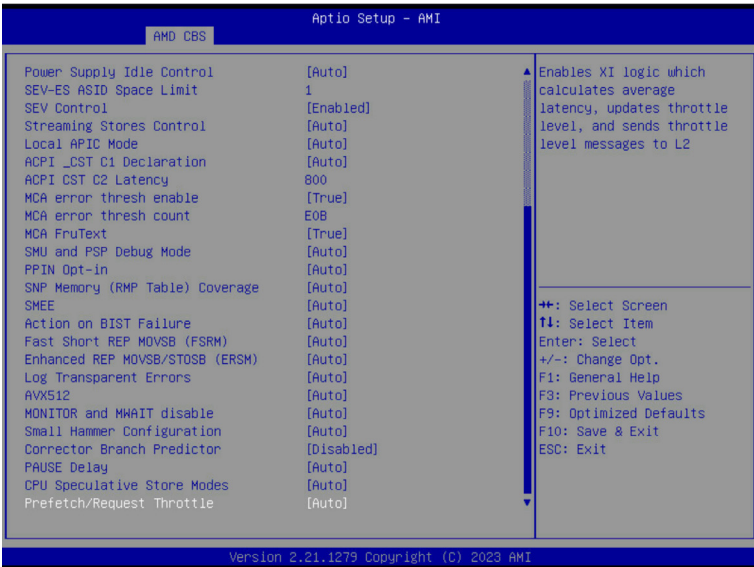 Aptio Setup – AMI
AMD CBS
Power Supply Idle Control [Auto]
SEV-ES ASID Space Limit 1
SEV Control [Enabled]
Streaming Stores Control [Auto]
Local APIC Mode [Auto]
ACPI _CST C1 Declaration [Auto]
ACPI CST C2 Latency 800
MCA error thresh enable [True]
MCA error thresh count E0B
MCA FruText [True]
SMU and PSP Debug Mode [Auto]
PPIN Opt-in [Auto]
SNP Memory (RMP Table) Coverage [Auto]
SMEE [Auto]
Action on BIST Failure [Auto]
Fast Short REP MOVSB (FSRM) [Auto]
Enhanced REP MOVSB/STOSB (ERSM) [Auto]
Log Transparent Errors [Auto]
AVX512 [Auto]
MONITOR and MWAIT disable [Auto]
Small Hammer Configuration [Auto]
Corrector Branch Predictor [Disabled]
PAUSE Delay [Auto]
CPU Speculative Store Modes [Auto]
Prefetch/Request Throttle [Auto]
Enables XI logic which
calculates average
latency, updates throttle
level, and sends throttle
level messages to L2
→←: Select Screen
↑↓: Select Item
Enter: Select
+/-: Change Opt.
F1: General Help
F3: Previous Values
F9: Optimized Defaults
F10: Save & Exit
ESC: Exit
Version 2.21.1279 Copyright (C) 2023 AMI